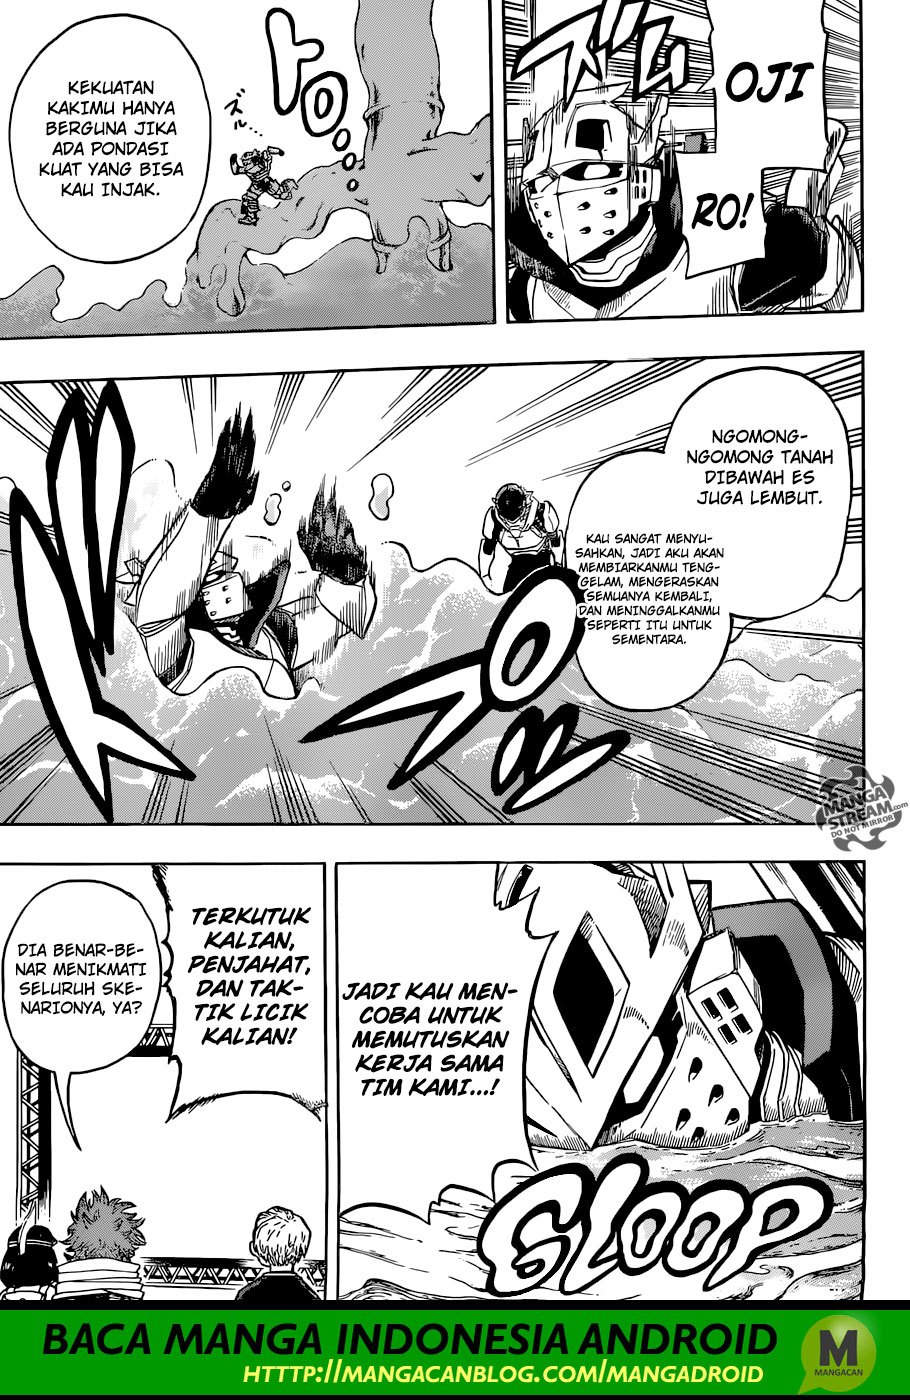 OJI
RO!
ズズム
KEKUATAN
KAKIMU HANYA
BERGUNA JIKA
ADA PONDASI
KUAT YANG BISA
KAU INJAK.
NGOMONG-
NGOMONG TANAH
DIBAWAH ES
JUGA LEMBUT.
KAU SANGAT MENYU-
SAHKAN, JADI AKU AKAN
MEMBIARKANMU TENG-
GELAM, MENGERASKAN
SEMUANYA KEMBALI,
DAN MENINGGALKANMU
SEPERTI ITU UNTUK
SEMENTARA.
MANGA
STREAM.com
DO NOT MIRROR
JADI KAU MEN-
COBA UNTUK
MEMUTUSKAN
KERJA SAMA
TIM KAMI...!
GLOOP
TERKUTUK
KALIAN,
PENJAHAT,
DAN TAK-
TIK LICIK
KALIAN!
DIA BENAR-BE-
NAR MENIKMATI
SELURUH SKE-
NARIONYA, YA?
BACA MANGA INDONESIA ANDROID
HTTTP://MANGACANBLOG.COM/MANGADROID
M
MANGACAN